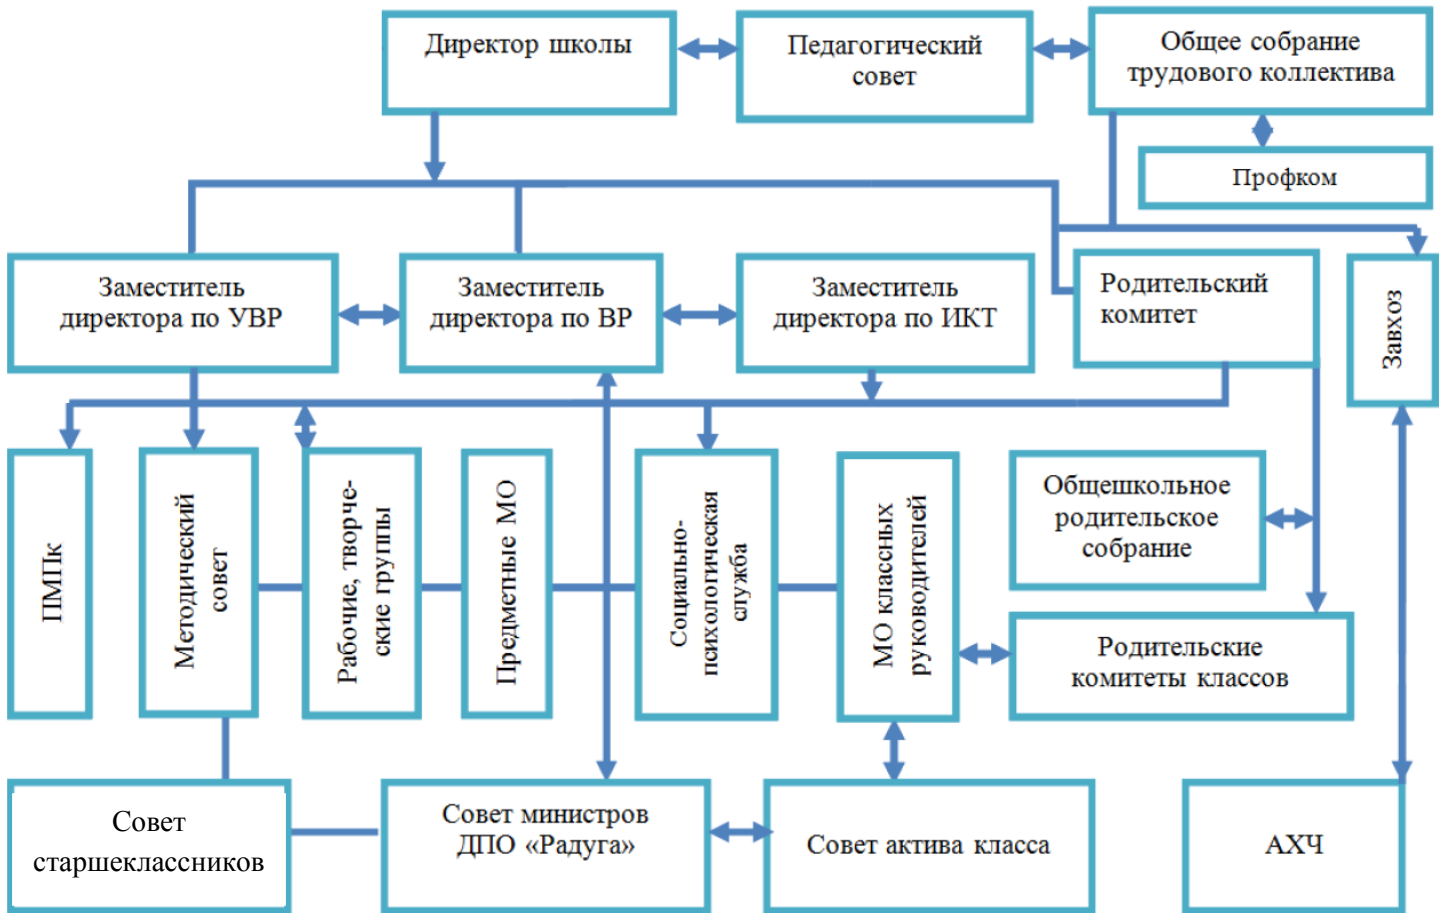 Директор школы
Педагогический
совет
Общее собрание
трудового коллектива
Профком
Заместитель
директора по УВР
Заместитель
директора по ВР
Заместитель
директора по ИКТ
Родительский
комитет
Завхоз
ПМПк
Методический
совет
Рабочие, творче-
ские группы
Предметные МО
Социально-
психологическая
служба
МО классных
руководителей
Общешкольное
родительское
собрание
Родительские
комитеты классов
Совет
старшеклассников
Совет министров
ДПО «Радуга»
Совет актива класса
АХЧ